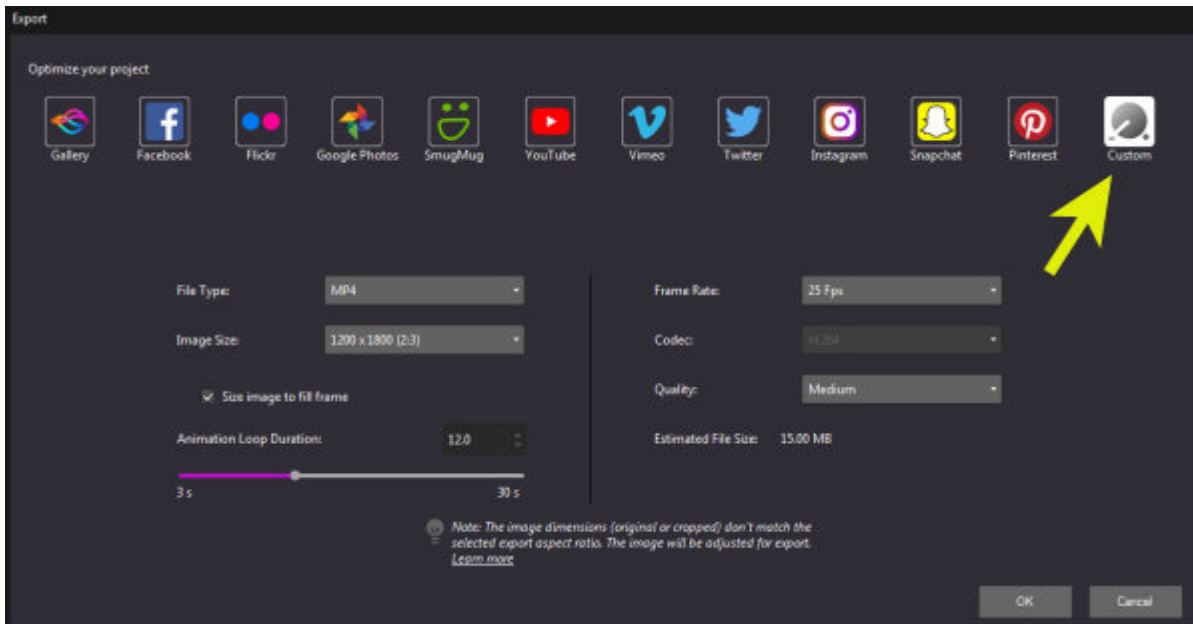 Export
Optimize your project
Gallery
Facebook
Flickr
Google Photos
SmugMug
YouTube
Vimeo
Twitter
Instagram
Snapchat
Pinterest
Custom
File Type:
MP4
Image Size:
1200 x 1800 (2:3)
Size image to fill frame
Animation Loop Duration:
12.0
3 s
30 s
Frame Rate:
25 Fps
Codec:
H.264
Quality:
Medium
Estimated File Size:
15.00 MB
Note: The image dimensions (original or cropped) don't match the
selected export aspect ratio. The image will be adjusted for export.
Learn more
OK
Cancel